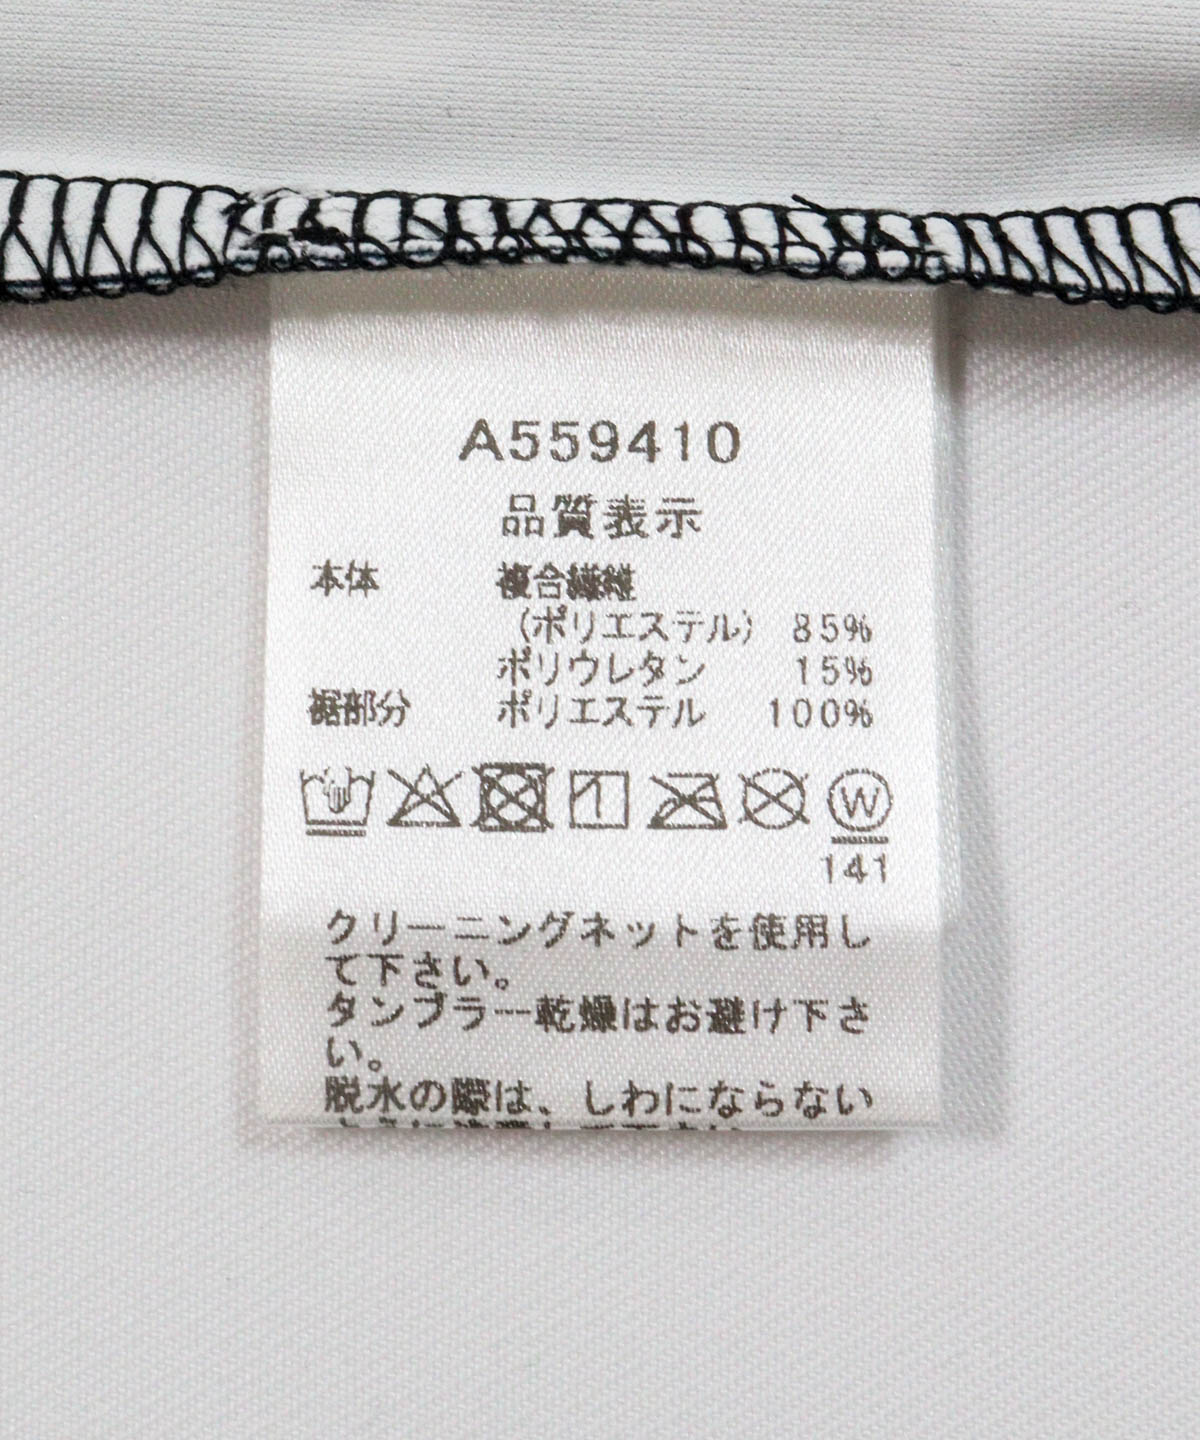 A559410
品質表示
本体 複合繊維
(ポリエステル) 85%
ポリウレタン 15%
裾部分 ポリエステル 100%
W
141
クリーニングネットを使用し
て下さい。
タンブラー乾燥はお避け下さ
い。
脱水の際は、しわにならない